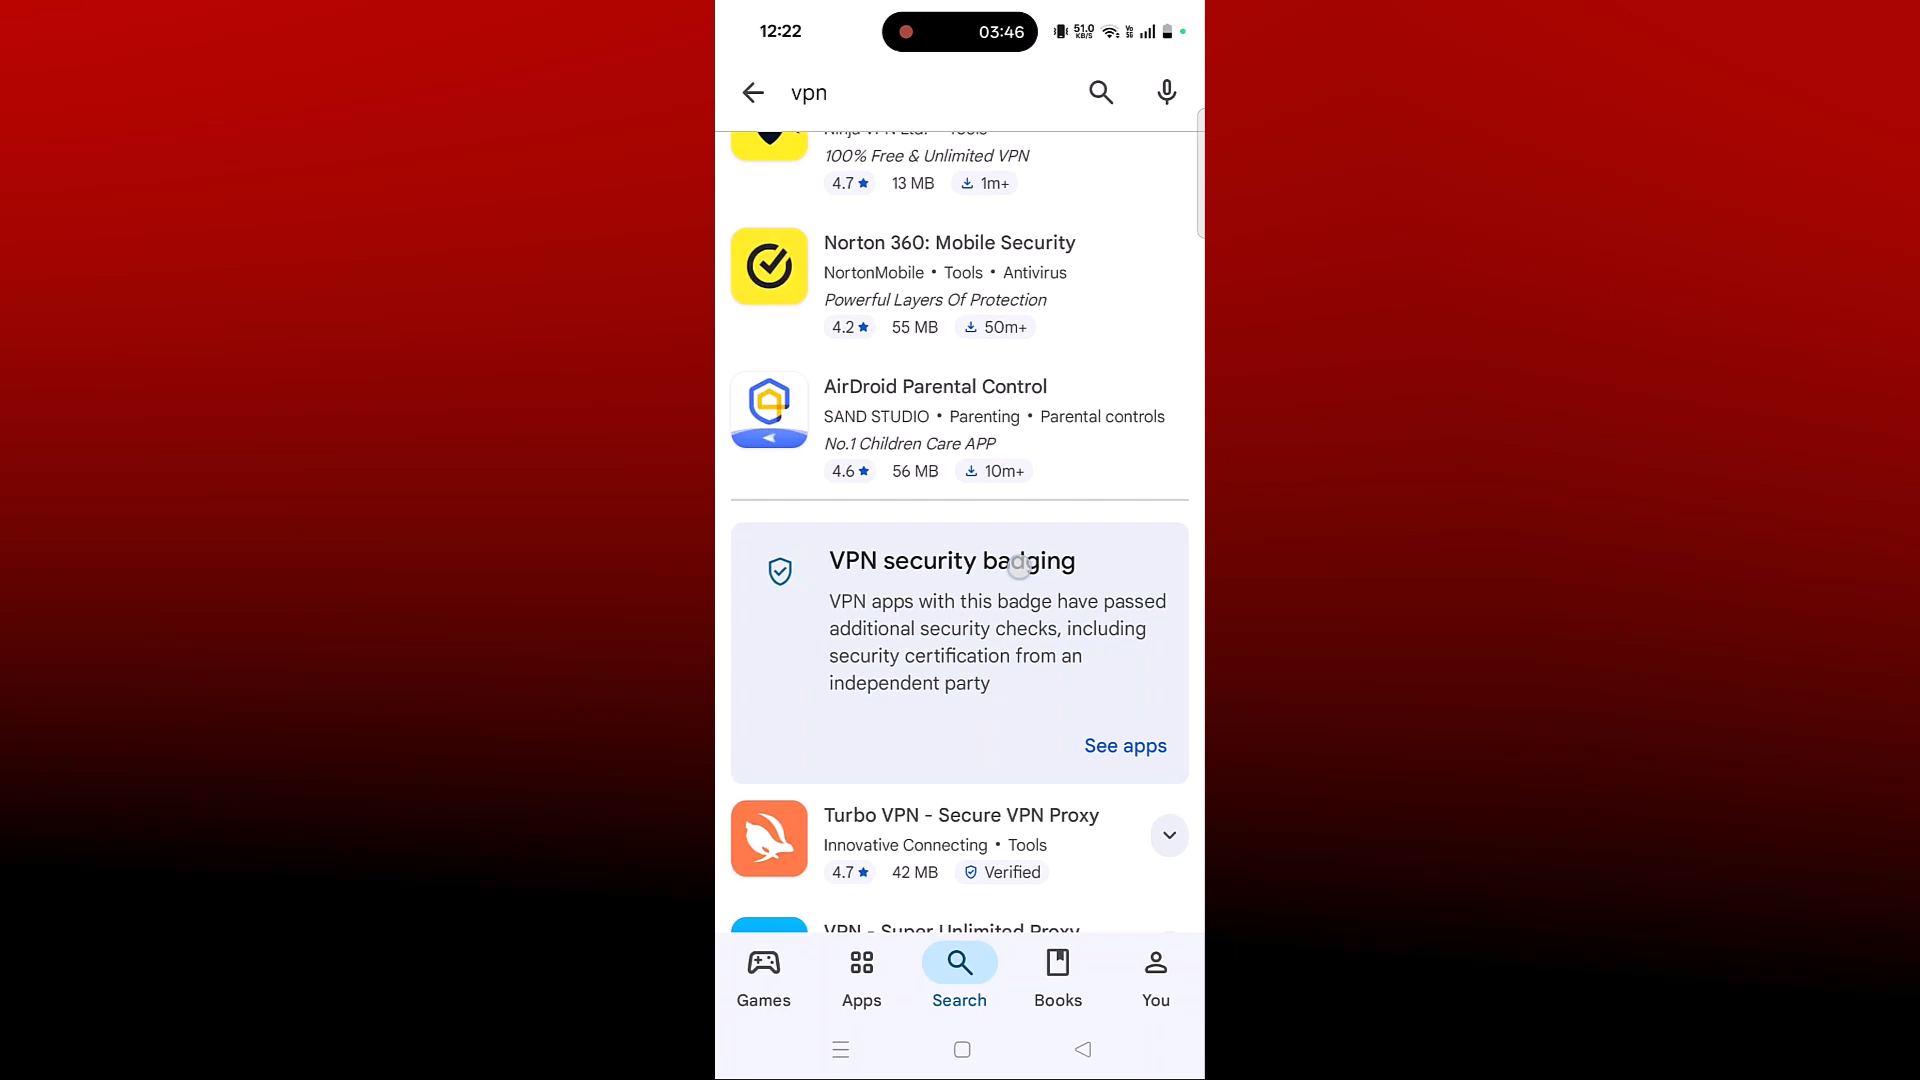 12:22
03:46
51.0
KB/S
vpn
100% Free & Unlimited VPN
4.7 ★ 13 MB 1m+
Norton 360: Mobile Security
NortonMobile • Tools • Antivirus
Powerful Layers Of Protection
4.2 ★ 55 MB 50m+
AirDroid Parental Control
SAND STUDIO • Parenting • Parental controls
No.1 Children Care APP
4.6 ★ 56 MB 10m+
VPN security badging
VPN apps with this badge have passed
additional security checks, including
security certification from an
independent party
See apps
Turbo VPN - Secure VPN Proxy
Innovative Connecting • Tools
4.7 ★ 42 MB Verified
VPN - Super Unlimited Proxy
Games Apps Search Books You